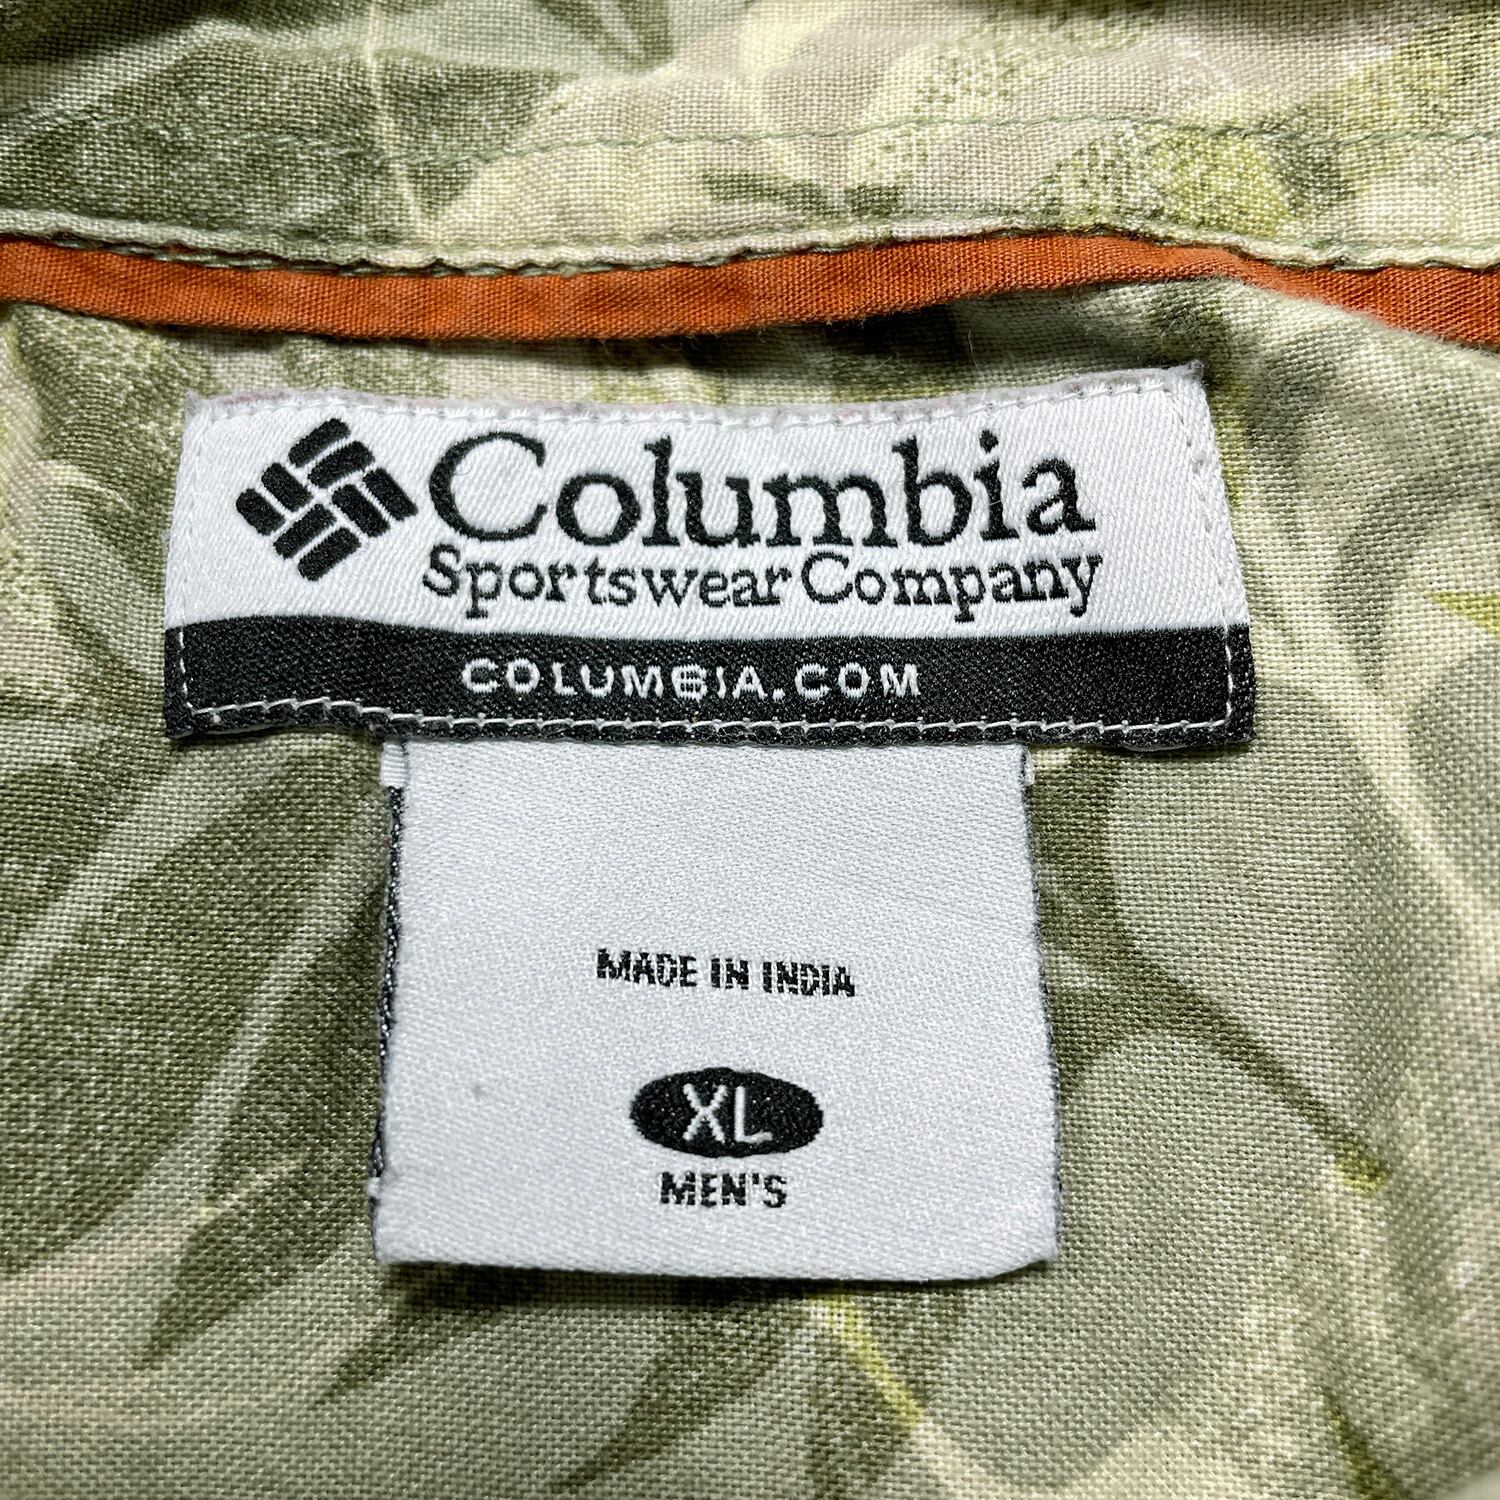 Columbia
Sportswear Company
COLUMBIA.COM
MADE IN INDIA
XL
MEN'S